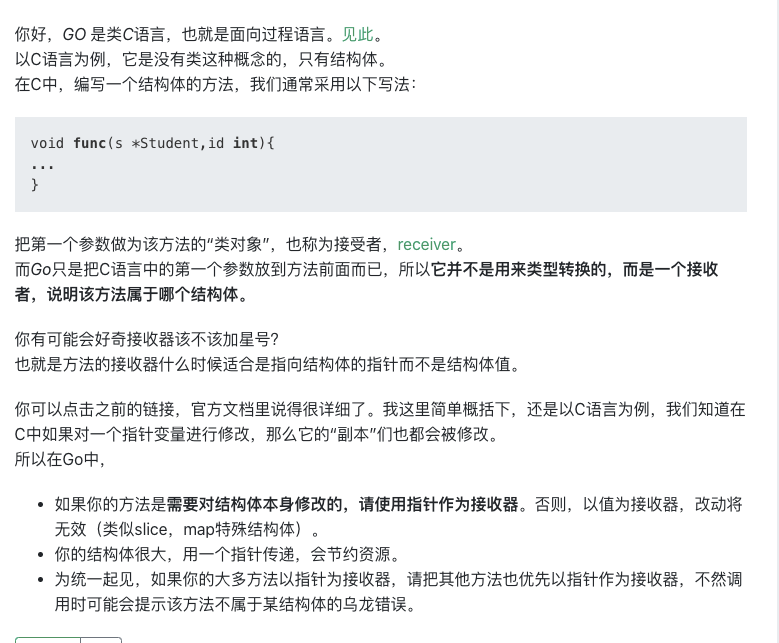 你好，GO 是类C语言，也就是面向过程语言。见此。
以C语言为例，它是没有类这种概念的，只有结构体。
在C中，编写一个结构体的方法，我们通常采用以下写法：
void func(s *Student,id int){
...
}
把第一个参数做为该方法的“类对象”，也称为接受者，receiver。
而Go只是把C语言中的第一个参数放到方法前面而已，所以它并不是用来类型转换的，而是一个接收
者，说明该方法属于哪个结构体。
你有可能会好奇接收器该不该加星号?
也就是方法的接收器什么时候适合是指向结构体的指针而不是结构体值。
你可以点击之前的链接，官方文档里说得很详细了。我这里简单概括下，还是以C语言为例，我们知道在
C中如果对一个指针变量进行修改，那么它的“副本”们也都会被修改。
所以在Go中，
• 如果你的方法是需要对结构体本身修改的，请使用指针作为接收器。否则，以值为接收器，改动将
无效（类似slice，map特殊结构体）。
• 你的结构体很大，用一个指针传递，会节约资源。
• 为统一起见，如果你的大多方法以指针为接收器，请把其他方法也优先以指针作为接收器，不然调
用时可能会提示该方法不属于某结构体的乌龙错误。